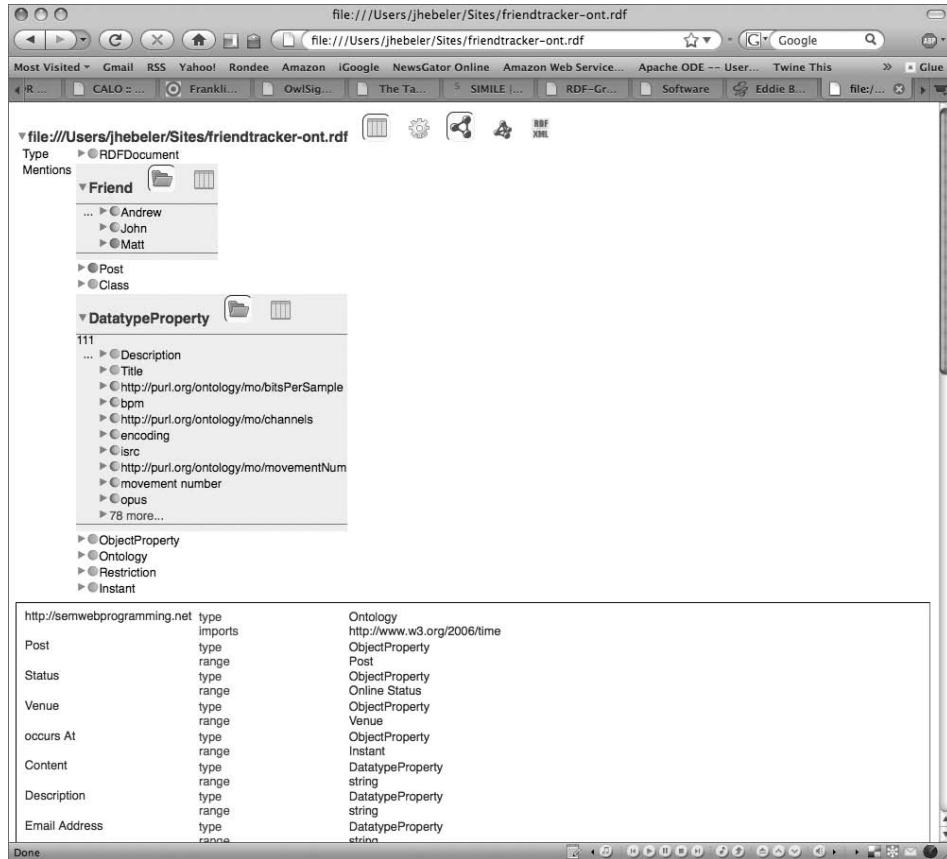 file:///Users/jhebeler/Sites/friendtracker-ont.rdf
file:///Users/jhebeler/Sites/friendtracker-ont.rdf
G Google
ABP
Most Visited Gmail RSS Yahoo! Rondee Amazon iGoogle NewsGator Online Amazon Web Service... Apache ODE -- User... Twine This » Glue
R ... CALO :: ... Frankli... OwlSig... The Ta... S SIMILE |... RDF-Gr... Software Eddie B... file:/...
file:///Users/jhebeler/Sites/friendtracker-ont.rdf RDF XML
Type RDFDocument
Mentions
Friend
... Andrew
John
Matt
Post
Class
DatatypeProperty
111
... Description
Title
http://purl.org/ontology/mo/bitsPerSample
bpm
http://purl.org/ontology/mo/channels
encoding
isrc
http://purl.org/ontology/mo/movementNum
movement number
opus
78 more...
ObjectProperty
Ontology
Restriction
Instant
http://semwebprogramming.net type Ontology
imports http://www.w3.org/2006/time
Post type ObjectProperty
range Post
Status type ObjectProperty
range Online Status
Venue type ObjectProperty
range Venue
occurs At type ObjectProperty
range Instant
Content type DatatypeProperty
range string
Description type DatatypeProperty
range string
Email Address type DatatypeProperty
range string
Done